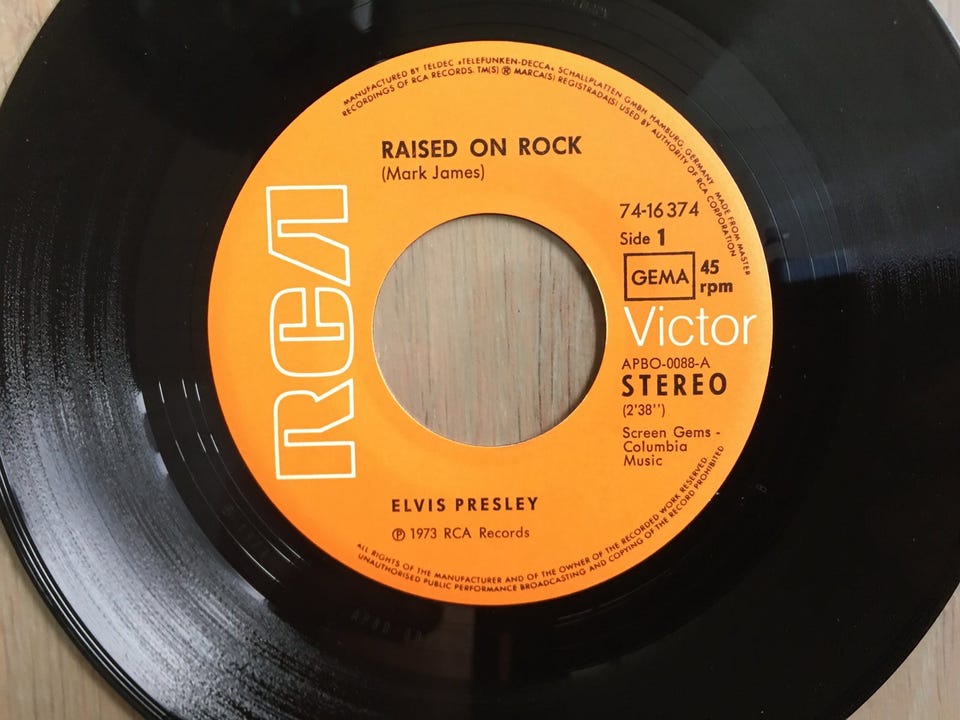 MANUFACTURED BY TELDEC »TELEFUNKEN-DECCA« SCHALLPLATTEN GMBH, HAMBURG, GERMANY MADE FROM MASTER
RECORDINGS OF RCA RECORDS. TM(S) ® MARCA(S) REGISTRADA(S) USED BY AUTHORITY OF RCA CORPORATION
RAISED ON ROCK
(Mark James)
RCA
74-16374
Side 1
GEMA 45 rpm
Victor
APBO-0088-A
STEREO
(2'38'')
Screen Gems -
Columbia
Music
ELVIS PRESLEY
℗ 1973 RCA Records
ALL RIGHTS OF THE MANUFACTURER AND OF THE OWNER OF THE RECORDED WORK RESERVED.
UNAUTHORISED PUBLIC PERFORMANCE BROADCASTING AND COPYING OF THE RECORD PROHIBITED